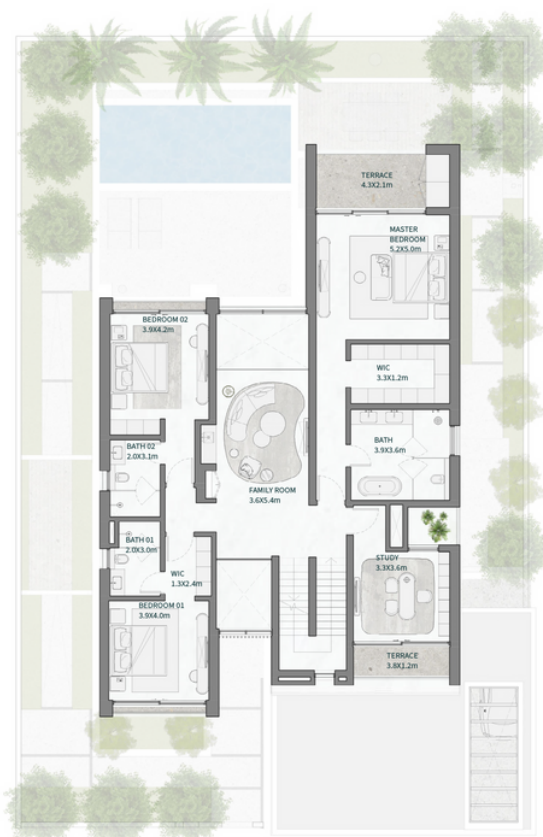 TERRACE
4.3X2.1m
MASTER
BEDROOM
5.2X5.0m
BEDROOM 02
3.9X4.2m
WIC
3.3X1.2m
BATH
3.9X3.6m
BATH 02
2.0X3.1m
FAMILY ROOM
3.6X5.4m
BATH 01
2.0X3.0m
WIC
1.3X2.4m
STUDY
3.3X3.6m
BEDROOM 01
3.9X4.0m
TERRACE
3.8X1.2m